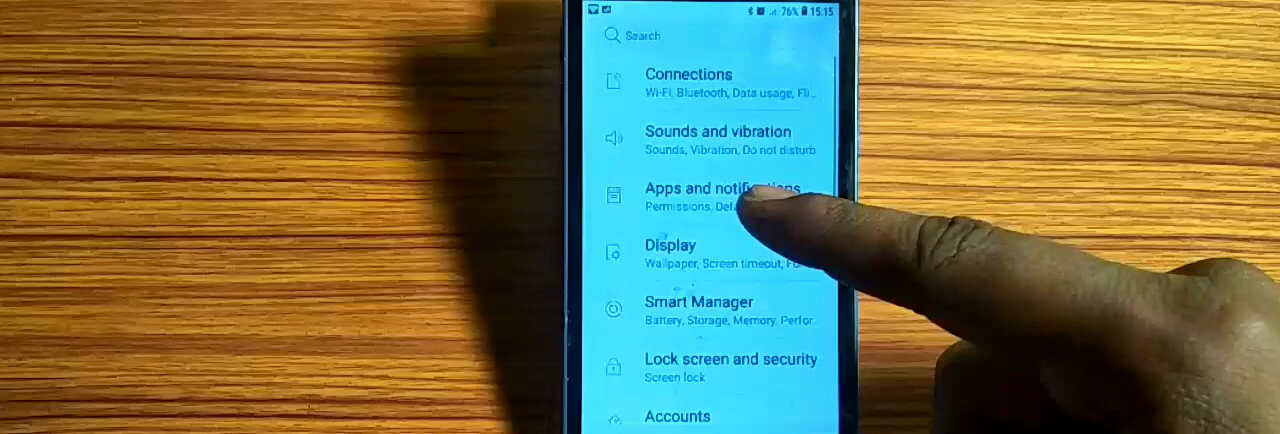 76% 15:15
Search
Connections
Wi-Fi, Bluetooth, Data usage, Fli...
Sounds and vibration
Sounds, Vibration, Do not disturb
Apps and notifications
Permissions, Defa
Display
Wallpaper, Screen timeout,
Smart Manager
Battery, Storage, Memory, Perfor...
Lock screen and security
Screen lock
Accounts